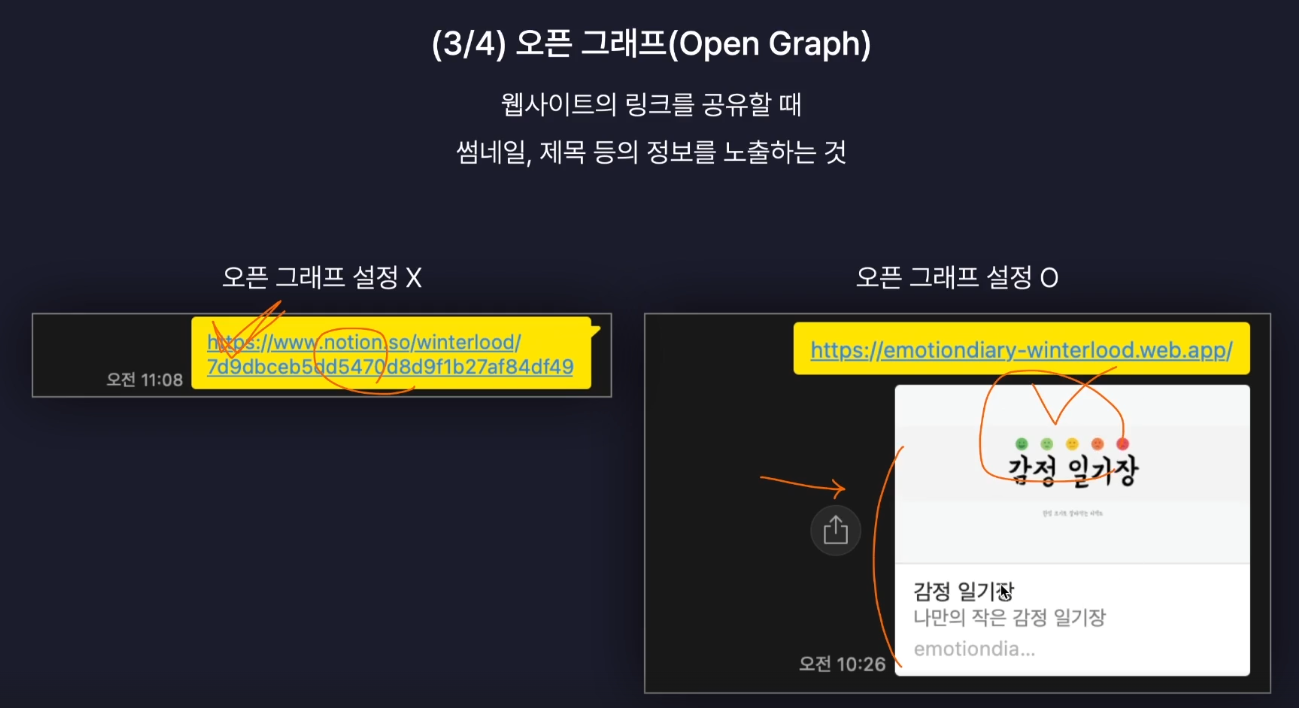 (3/4) 오픈 그래프(Open Graph)
웹사이트의 링크를 공유할 때
썸네일, 제목 등의 정보를 노출하는 것
오픈 그래프 설정 X
https://www.notion.so/winterlood/
7d9dbceb5dd5470d8d9f1b27af84df49
오전 11:08
오픈 그래프 설정 O
https://emotiondiary-winterlood.web.app/
감정 일기장
감정 일기장
나만의 작은 감정 일기장
emotiondia...
오전 10:26